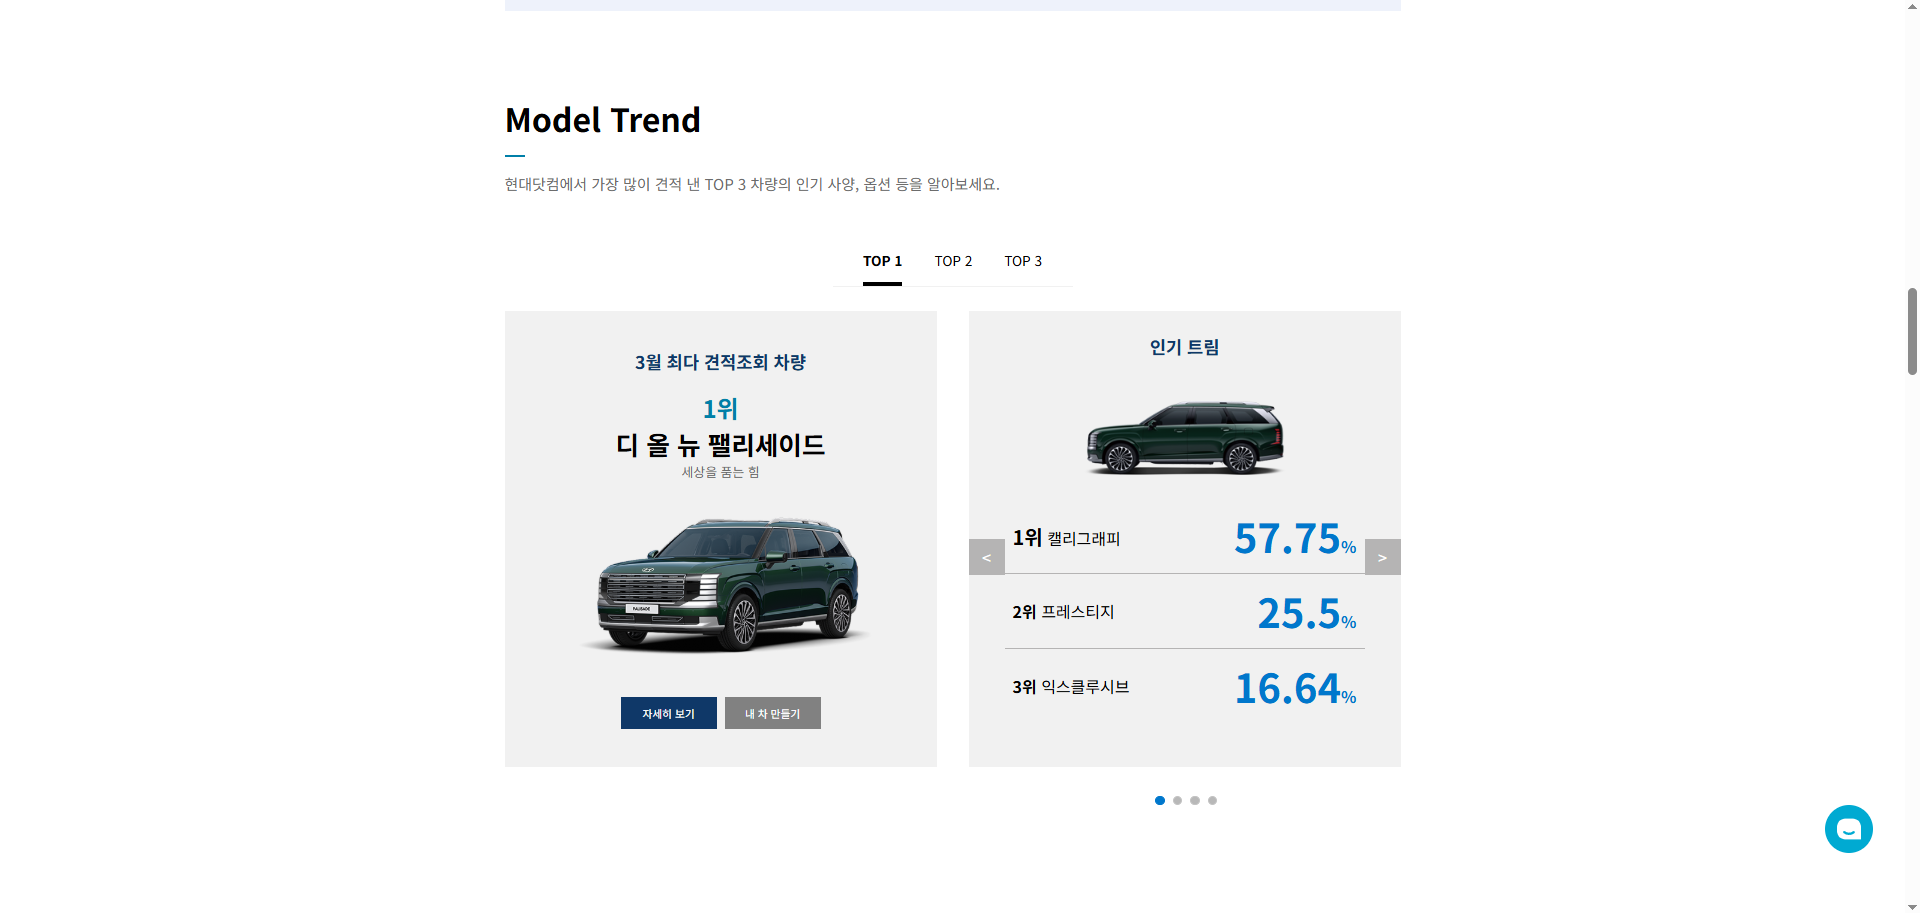 Model Trend
현대닷컴에서 가장 많이 견적 낸 TOP 3 차량의 인기 사양, 옵션 등을 알아보세요.
TOP 1 TOP 2 TOP 3
3월 최다 견적조회 차량
1위
디 올 뉴 팰리세이드
세상을 품는 힘
PALISADE
자세히 보기 내 차 만들기
인기 트림
1위 캘리그래피 57.75%
< >
2위 프레스티지 25.5%
3위 익스클루시브 16.64%